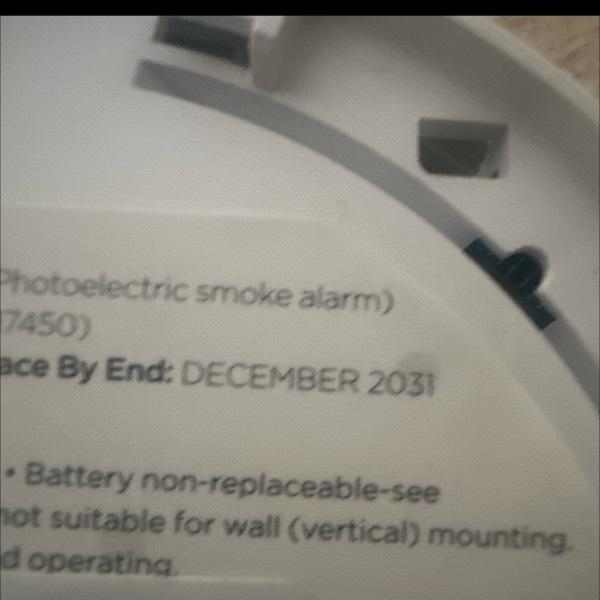 Photoelectric smoke alarm)
17450)
ace By End: DECEMBER 2031
• Battery non-replaceable-see
not suitable for wall (vertical) mounting.
d operating.